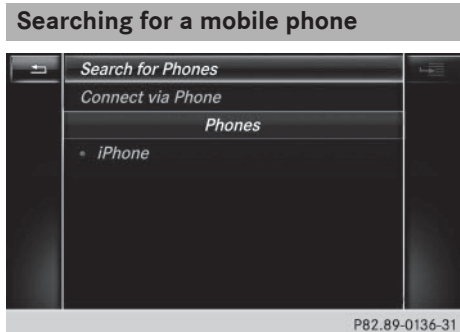 Searching for a mobile phone
Search for Phones
Connect via Phone
Phones
• iPhone
P82.89-0136-31